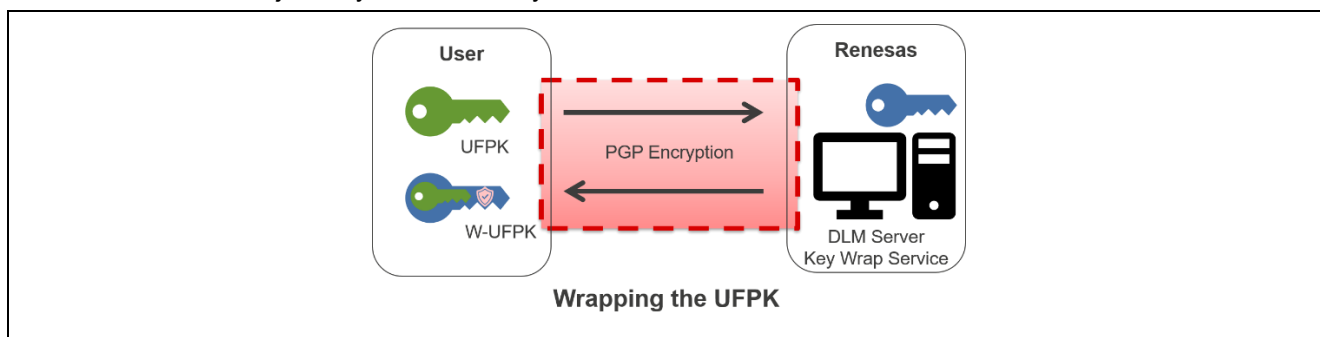 User
Renesas
UFPK
PGP Encryption
W-UFPK
DLM Server
Key Wrap Service
Wrapping the UFPK